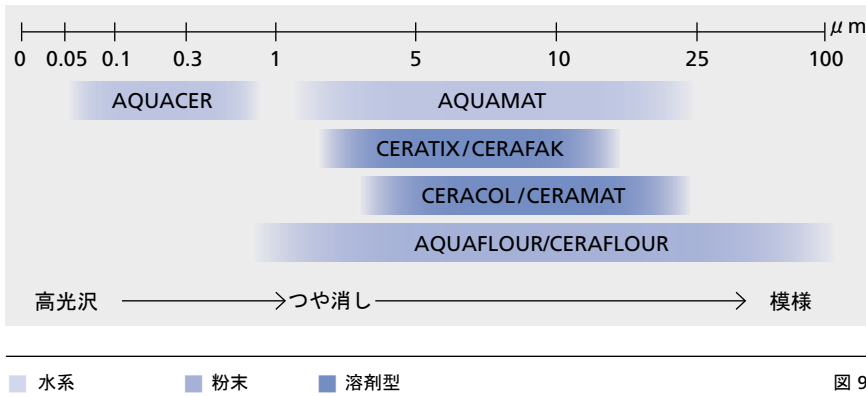 μm
0 0.05 0.1 0.3 1 5 10 25 100
AQUACER AQUAMAT
CERATIX/CERAFAK
CERACOL/CERAMAT
AQUAFLOUR/CERAFLOUR
高光沢 つや消し 模様
水系 粉末 溶剤型 図 9